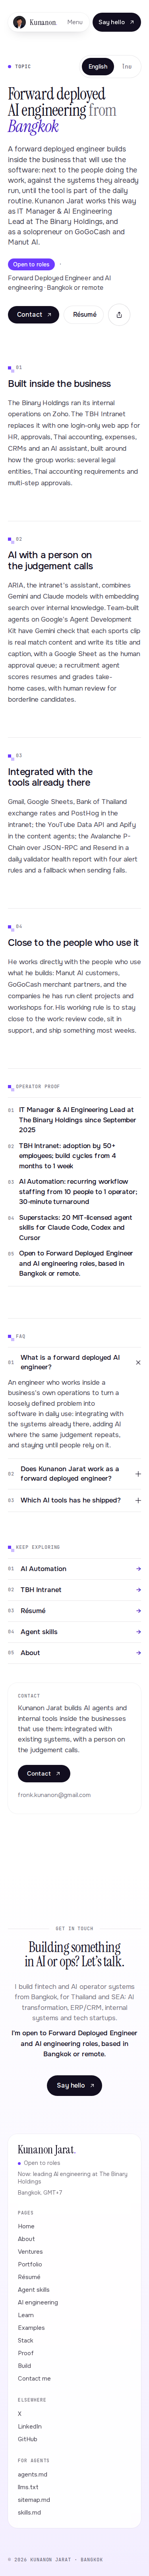 Kunanon.
Menu
Say hello
TOPIC
English
ไทย
Forward deployed
AI engineering from
Bangkok
A forward deployed engineer builds
inside the business that will use the
software: next to the people doing the
work, against the systems they already
run, until the tool is part of the daily
routine. Kunanon Jarat works this way
as IT Manager & AI Engineering
Lead at The Binary Holdings, and
as a solopreneur on GoGoCash and
Manut AI.
Open to roles
Forward Deployed Engineer and AI
engineering · Bangkok or remote
Contact
Résumé
01
Built inside the business
The Binary Holdings ran its internal
operations on Zoho. The TBH Intranet
replaces it with one login-only web app for
HR, approvals, Thai accounting, expenses,
CRMs and an AI assistant, built around
how the group works: several legal
entities, Thai accounting requirements and
multi-step approvals.
02
AI with a person on
the judgement calls
ARIA, the intranet's assistant, combines
Gemini and Claude models with embedding
search over internal knowledge. Team-built
agents on Google's Agent Development
Kit have Gemini check that each sports clip
is real match content and write its title and
caption, with a Google Sheet as the human
approval queue; a recruitment agent
scores resumes and grades take-
home cases, with human review for
borderline candidates.
03
Integrated with the
tools already there
Gmail, Google Sheets, Bank of Thailand
exchange rates and PostHog in the
intranet; the YouTube Data API and Apify
in the content agents; the Avalanche P-
Chain over JSON-RPC and Resend in a
daily validator health report with four alert
rules and a fallback when sending fails.
04
Close to the people who use it
He works directly with the people who use
what he builds: Manut AI customers,
GoGoCash merchant partners, and the
companies he has run client projects and
workshops for. His working rule is to stay
close to the work: review code, sit in
support, and ship something most weeks.
OPERATOR PROOF
01 IT Manager & AI Engineering Lead at
The Binary Holdings since September
2025
02 TBH Intranet: adoption by 50+
employees; build cycles from 4
months to 1 week
03 AI Automation: recurring workflow
staffing from 10 people to 1 operator;
30-minute turnaround
04 Superstacks: 20 MIT-licensed agent
skills for Claude Code, Codex and
Cursor
05 Open to Forward Deployed Engineer
and AI engineering roles, based in
Bangkok or remote.
FAQ
01 What is a forward deployed AI
engineer?
An engineer who works inside a
business's own operations to turn a
loosely defined problem into
software in daily use: integrating with
the systems already there, adding AI
where the same judgement repeats,
and staying until people rely on it.
02 Does Kunanon Jarat work as a
forward deployed engineer?
03 Which AI tools has he shipped?
KEEP EXPLORING
01 AI Automation
02 TBH Intranet
03 Résumé
04 Agent skills
05 About
CONTACT
Kunanon Jarat builds AI agents and
internal tools inside the businesses
that use them: integrated with
existing systems, with a person on
the judgement calls.
Contact
fronk.kunanon@gmail.com
GET IN TOUCH
Building something
in AI or ops? Let's talk.
I build fintech and AI operator systems
from Bangkok, for Thailand and SEA: AI
transformation, ERP/CRM, internal
systems and tech startups.
I'm open to Forward Deployed Engineer
and AI engineering roles, based in
Bangkok or remote.
Say hello
Kunanon Jarat.
Open to roles
Now: leading AI engineering at The Binary
Holdings
Bangkok, GMT+7
PAGES
Home
About
Ventures
Portfolio
Résumé
Agent skills
AI engineering
Learn
Examples
Stack
Proof
Build
Contact me
ELSEWHERE
X
LinkedIn
GitHub
FOR AGENTS
agents.md
llms.txt
sitemap.md
skills.md
© 2026 KUNANON JARAT · BANGKOK